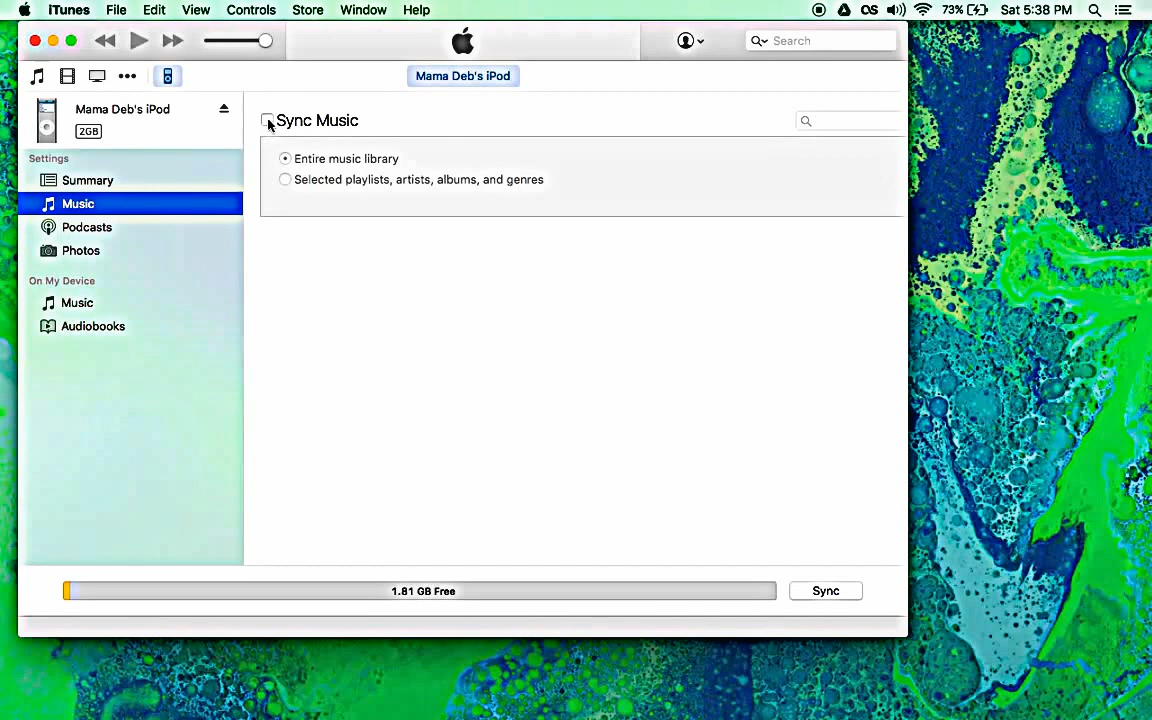 iTunes File Edit View Controls Store Window Help 73% Sat 5:38 PM
Search
Mama Deb's iPod
Mama Deb's iPod
2GB
Sync Music
Settings
Entire music library
Summary
Selected playlists, artists, albums, and genres
Music
Podcasts
Photos
On My Device
Music
Audiobooks
1.81 GB Free
Sync